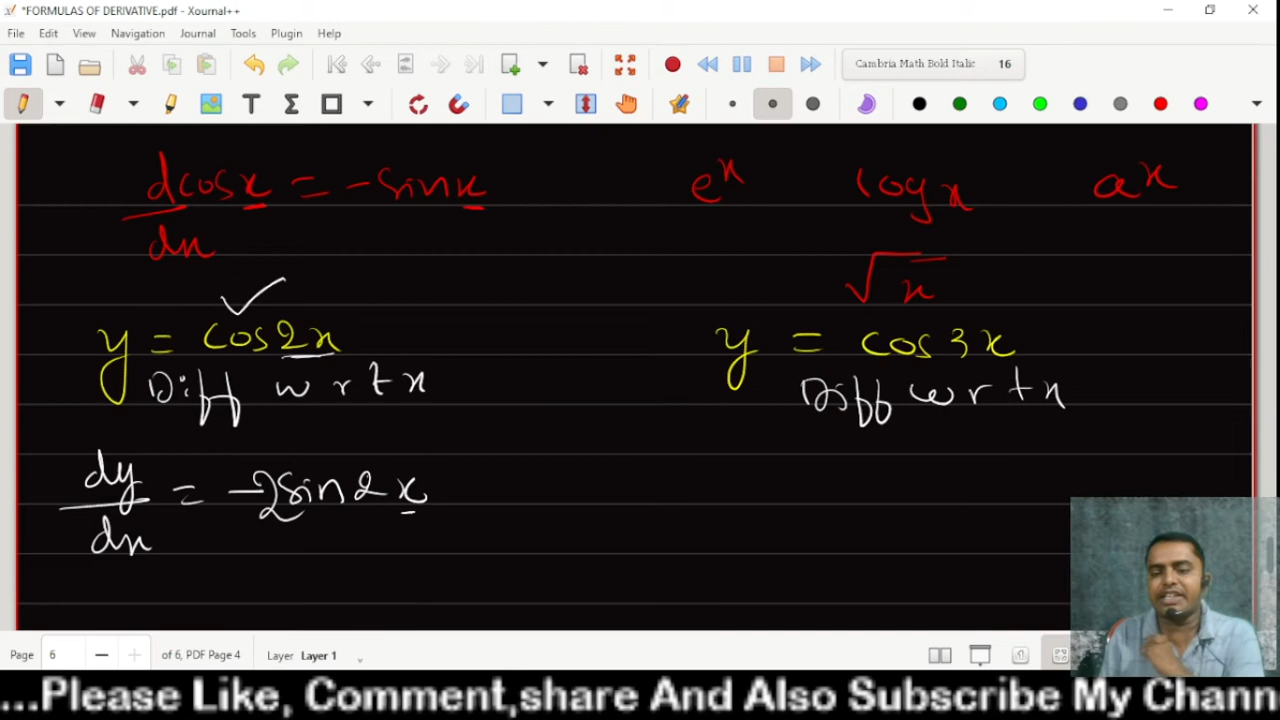 *FORMULAS OF DERIVATIVE.pdf - Xournal++
File Edit View Navigation Journal Tools Plugin Help
Cambria Math Bold Italic 16
dcosx/dx = -sinx
e^x log x a^x
√x
y = cos2x
Diff w r t x
y = cos3x
Diff w r t x
dy/dx = -2sin2x
Page 6 of 6, PDF Page 4 Layer Layer 1
...Please Like, Comment,share And Also Subscribe My Chann